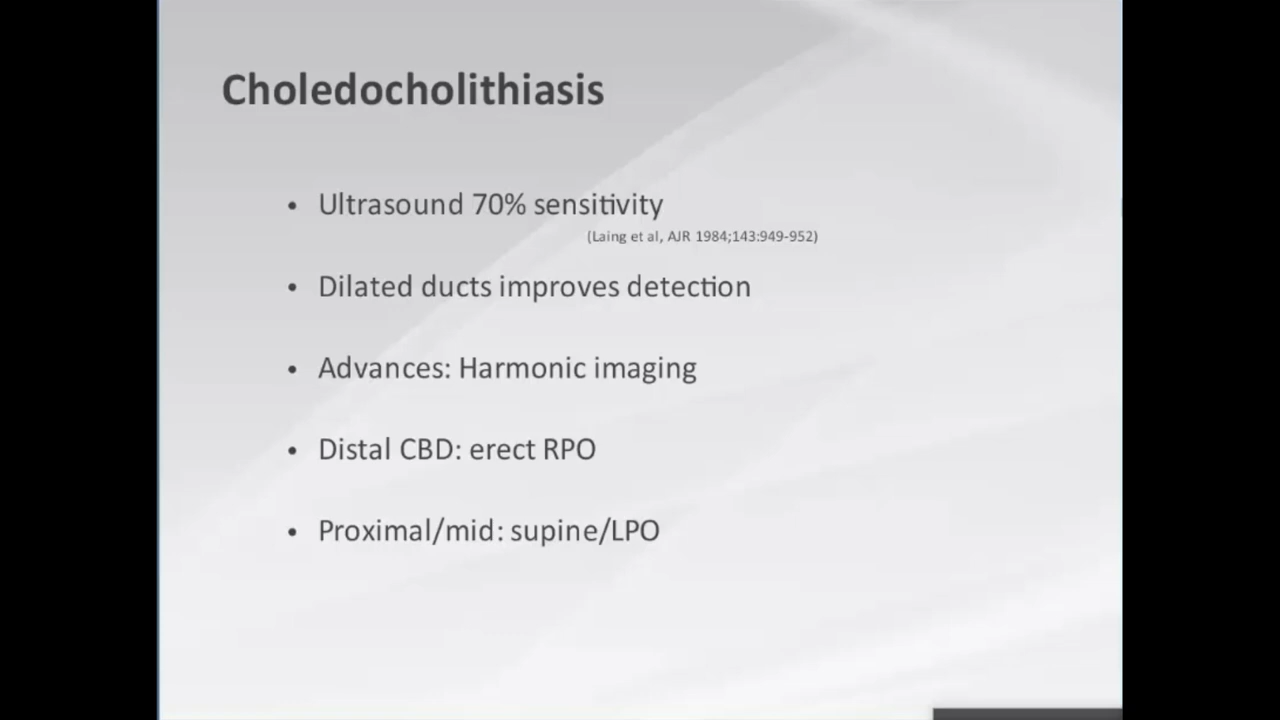 Choledocholithiasis
• Ultrasound 70% sensitivity
(Laing et al, AJR 1984;143:949-952)
• Dilated ducts improves detection
• Advances: Harmonic imaging
• Distal CBD: erect RPO
• Proximal/mid: supine/LPO